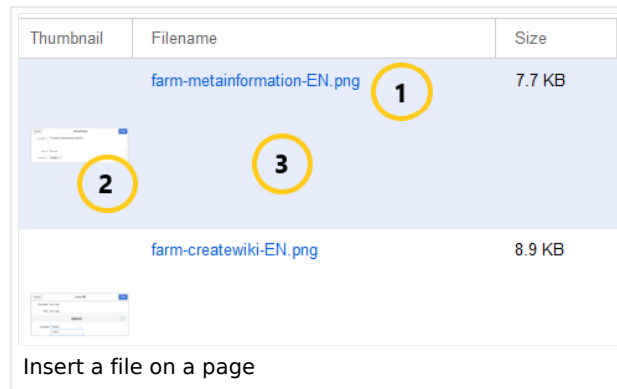 Thumbnail Filename Size
farm-metainformation-EN.png 1 7.7 KB
2 3
farm-createwiki-EN.png 8.9 KB
Insert a file on a page